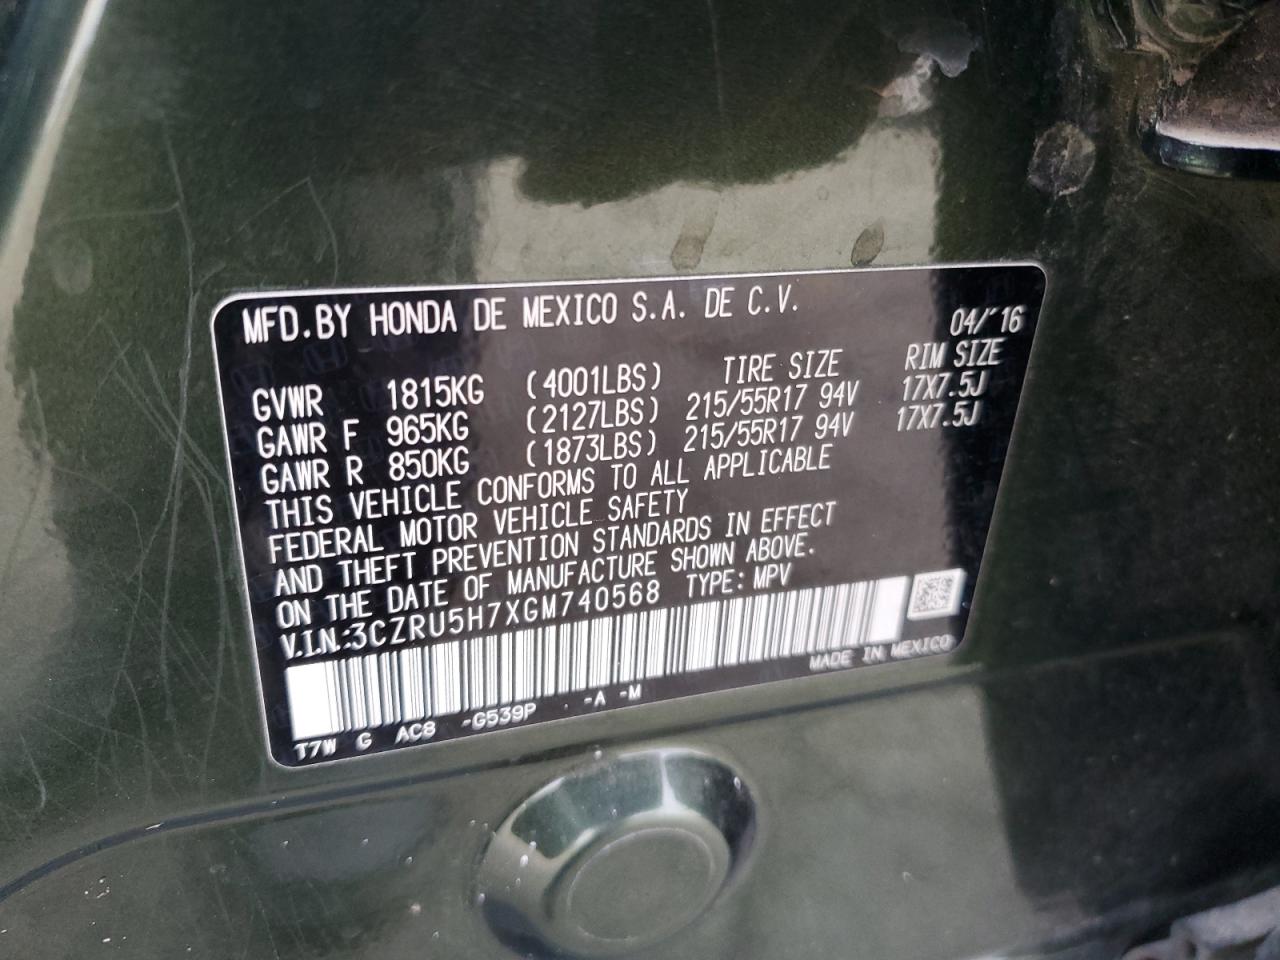 MFD.BY HONDA DE MEXICO S.A. DE C.V.
04/'16
TIRE SIZE RIM SIZE
GVWR 1815KG (4001LBS)
GAWR F 965KG (2127LBS) 215/55R17 94V 17X7.5J
GAWR R 850KG (1873LBS) 215/55R17 94V 17X7.5J
THIS VEHICLE CONFORMS TO ALL APPLICABLE
FEDERAL MOTOR VEHICLE SAFETY
AND THEFT PREVENTION STANDARDS IN EFFECT
ON THE DATE OF MANUFACTURE SHOWN ABOVE.
V.I.N.:3CZRU5H7XGM740568 TYPE: MPV
MADE IN MEXICO
T7W G AC8 -G539P -A -M